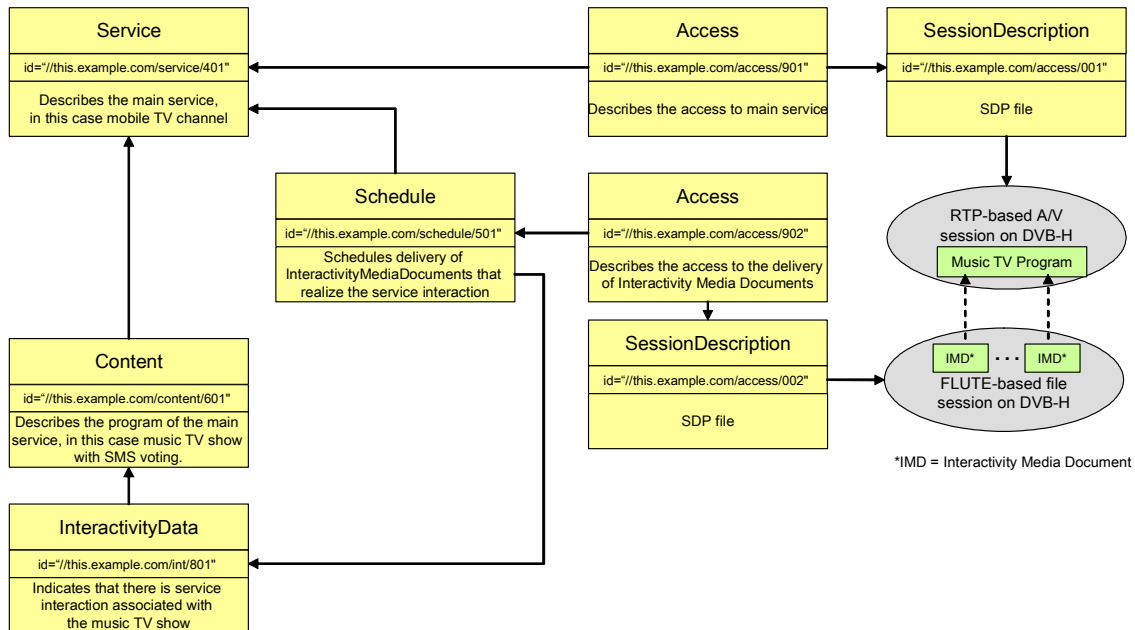 Service
id="//this.example.com/service/401"
Describes the main service,
in this case mobile TV channel
Access
id="//this.example.com/access/901"
Describes the access to main service
SessionDescription
id="//this.example.com/access/001"
SDP file
Schedule
id="//this.example.com/schedule/501"
Schedules delivery of
InteractivityMediaDocuments that
realize the service interaction
Access
id="//this.example.com/access/902"
Describes the access to the delivery
of Interactivity Media Documents
RTP-based A/V
session on DVB-H
Music TV Program
SessionDescription
id="//this.example.com/access/002"
SDP file
IMD* ... IMD*
FLUTE-based file
session on DVB-H
*IMD = Interactivity Media Document
Content
id="//this.example.com/content/601"
Describes the program of the main
service, in this case music TV show
with SMS voting.
InteractivityData
id="//this.example.com/int/801"
Indicates that there is service
interaction associated with
the music TV show